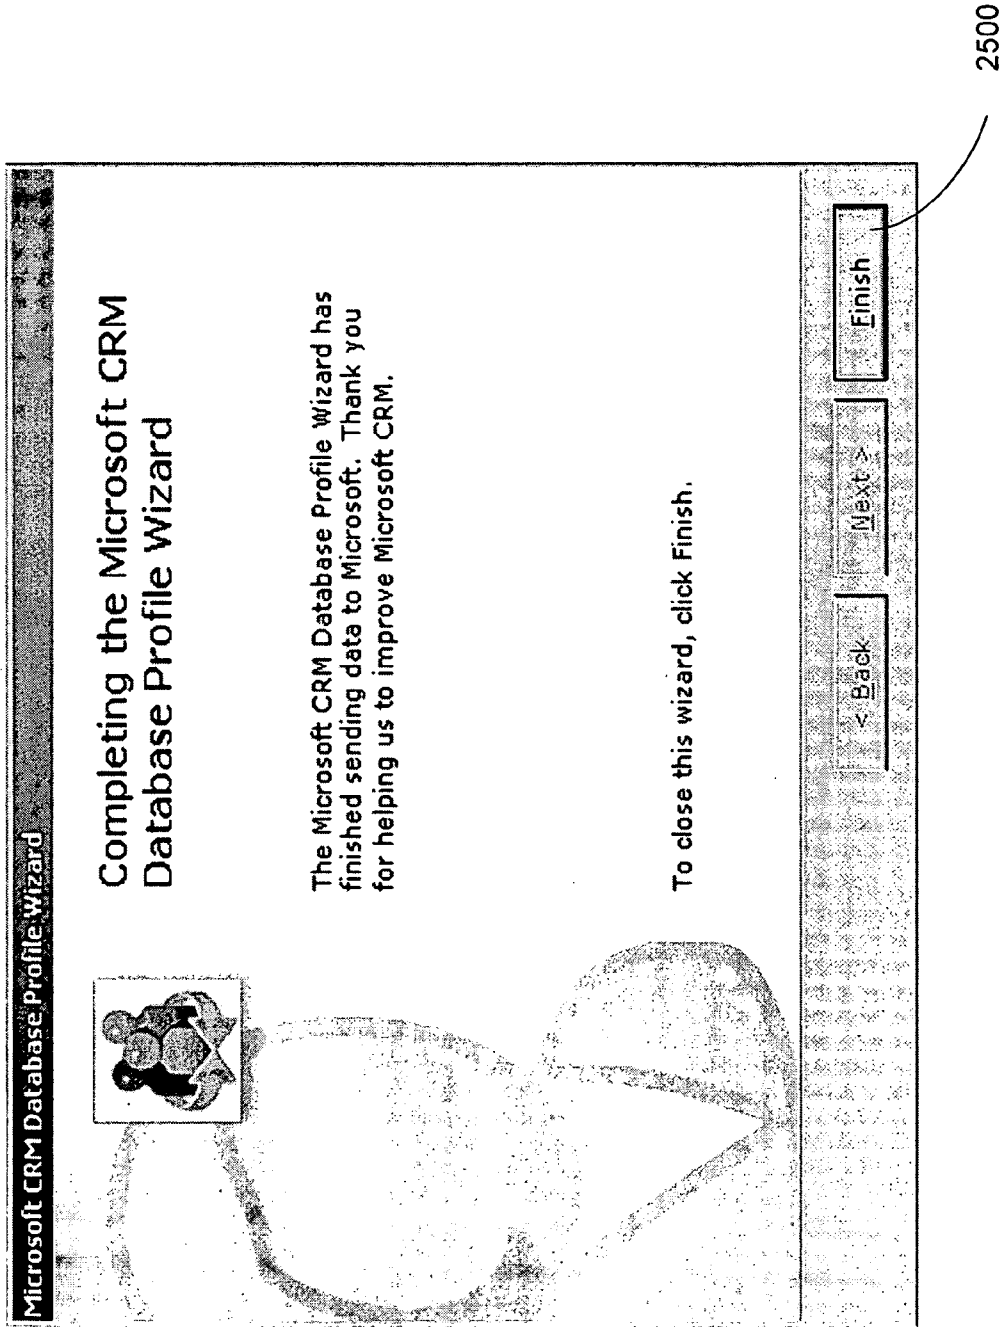 Microsoft CRM Database Profile Wizard
Completing the Microsoft CRM
Database Profile Wizard
The Microsoft CRM Database Profile Wizard has
finished sending data to Microsoft. Thank you
for helping us to improve Microsoft CRM.
To close this wizard, click Finish.
< Back
Next >
Finish
2500